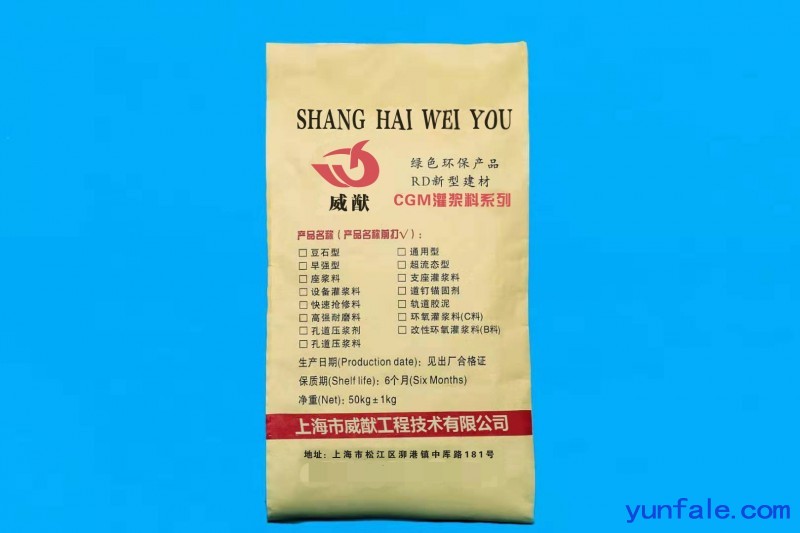 SHANG HAI WEI YOU
绿色环保产品
RD新型建材
威猷
CGM灌浆料系列
产品名称（产品名称前打√）：
□ 豆石型 □ 通用型
□ 早强型 □ 超流态型
□ 座浆料 □ 支座灌浆料
□ 设备灌浆料 □ 道钉锚固剂
□ 快速抢修料 □ 轨道胶泥
□ 高强耐磨料 □ 环氧灌浆料(C料)
□ 孔道压浆剂 □ 改性环氧灌浆料(B料)
□ 孔道压浆料
生产日期(Production date)：见出厂合格证
保质期(Shelf life)：6个月(Six Months)
净重(Net)：50kg±1kg
上海市威猷工程技术有限公司
地址：上海市松江区泖港镇中厍路181号
yunfale.com